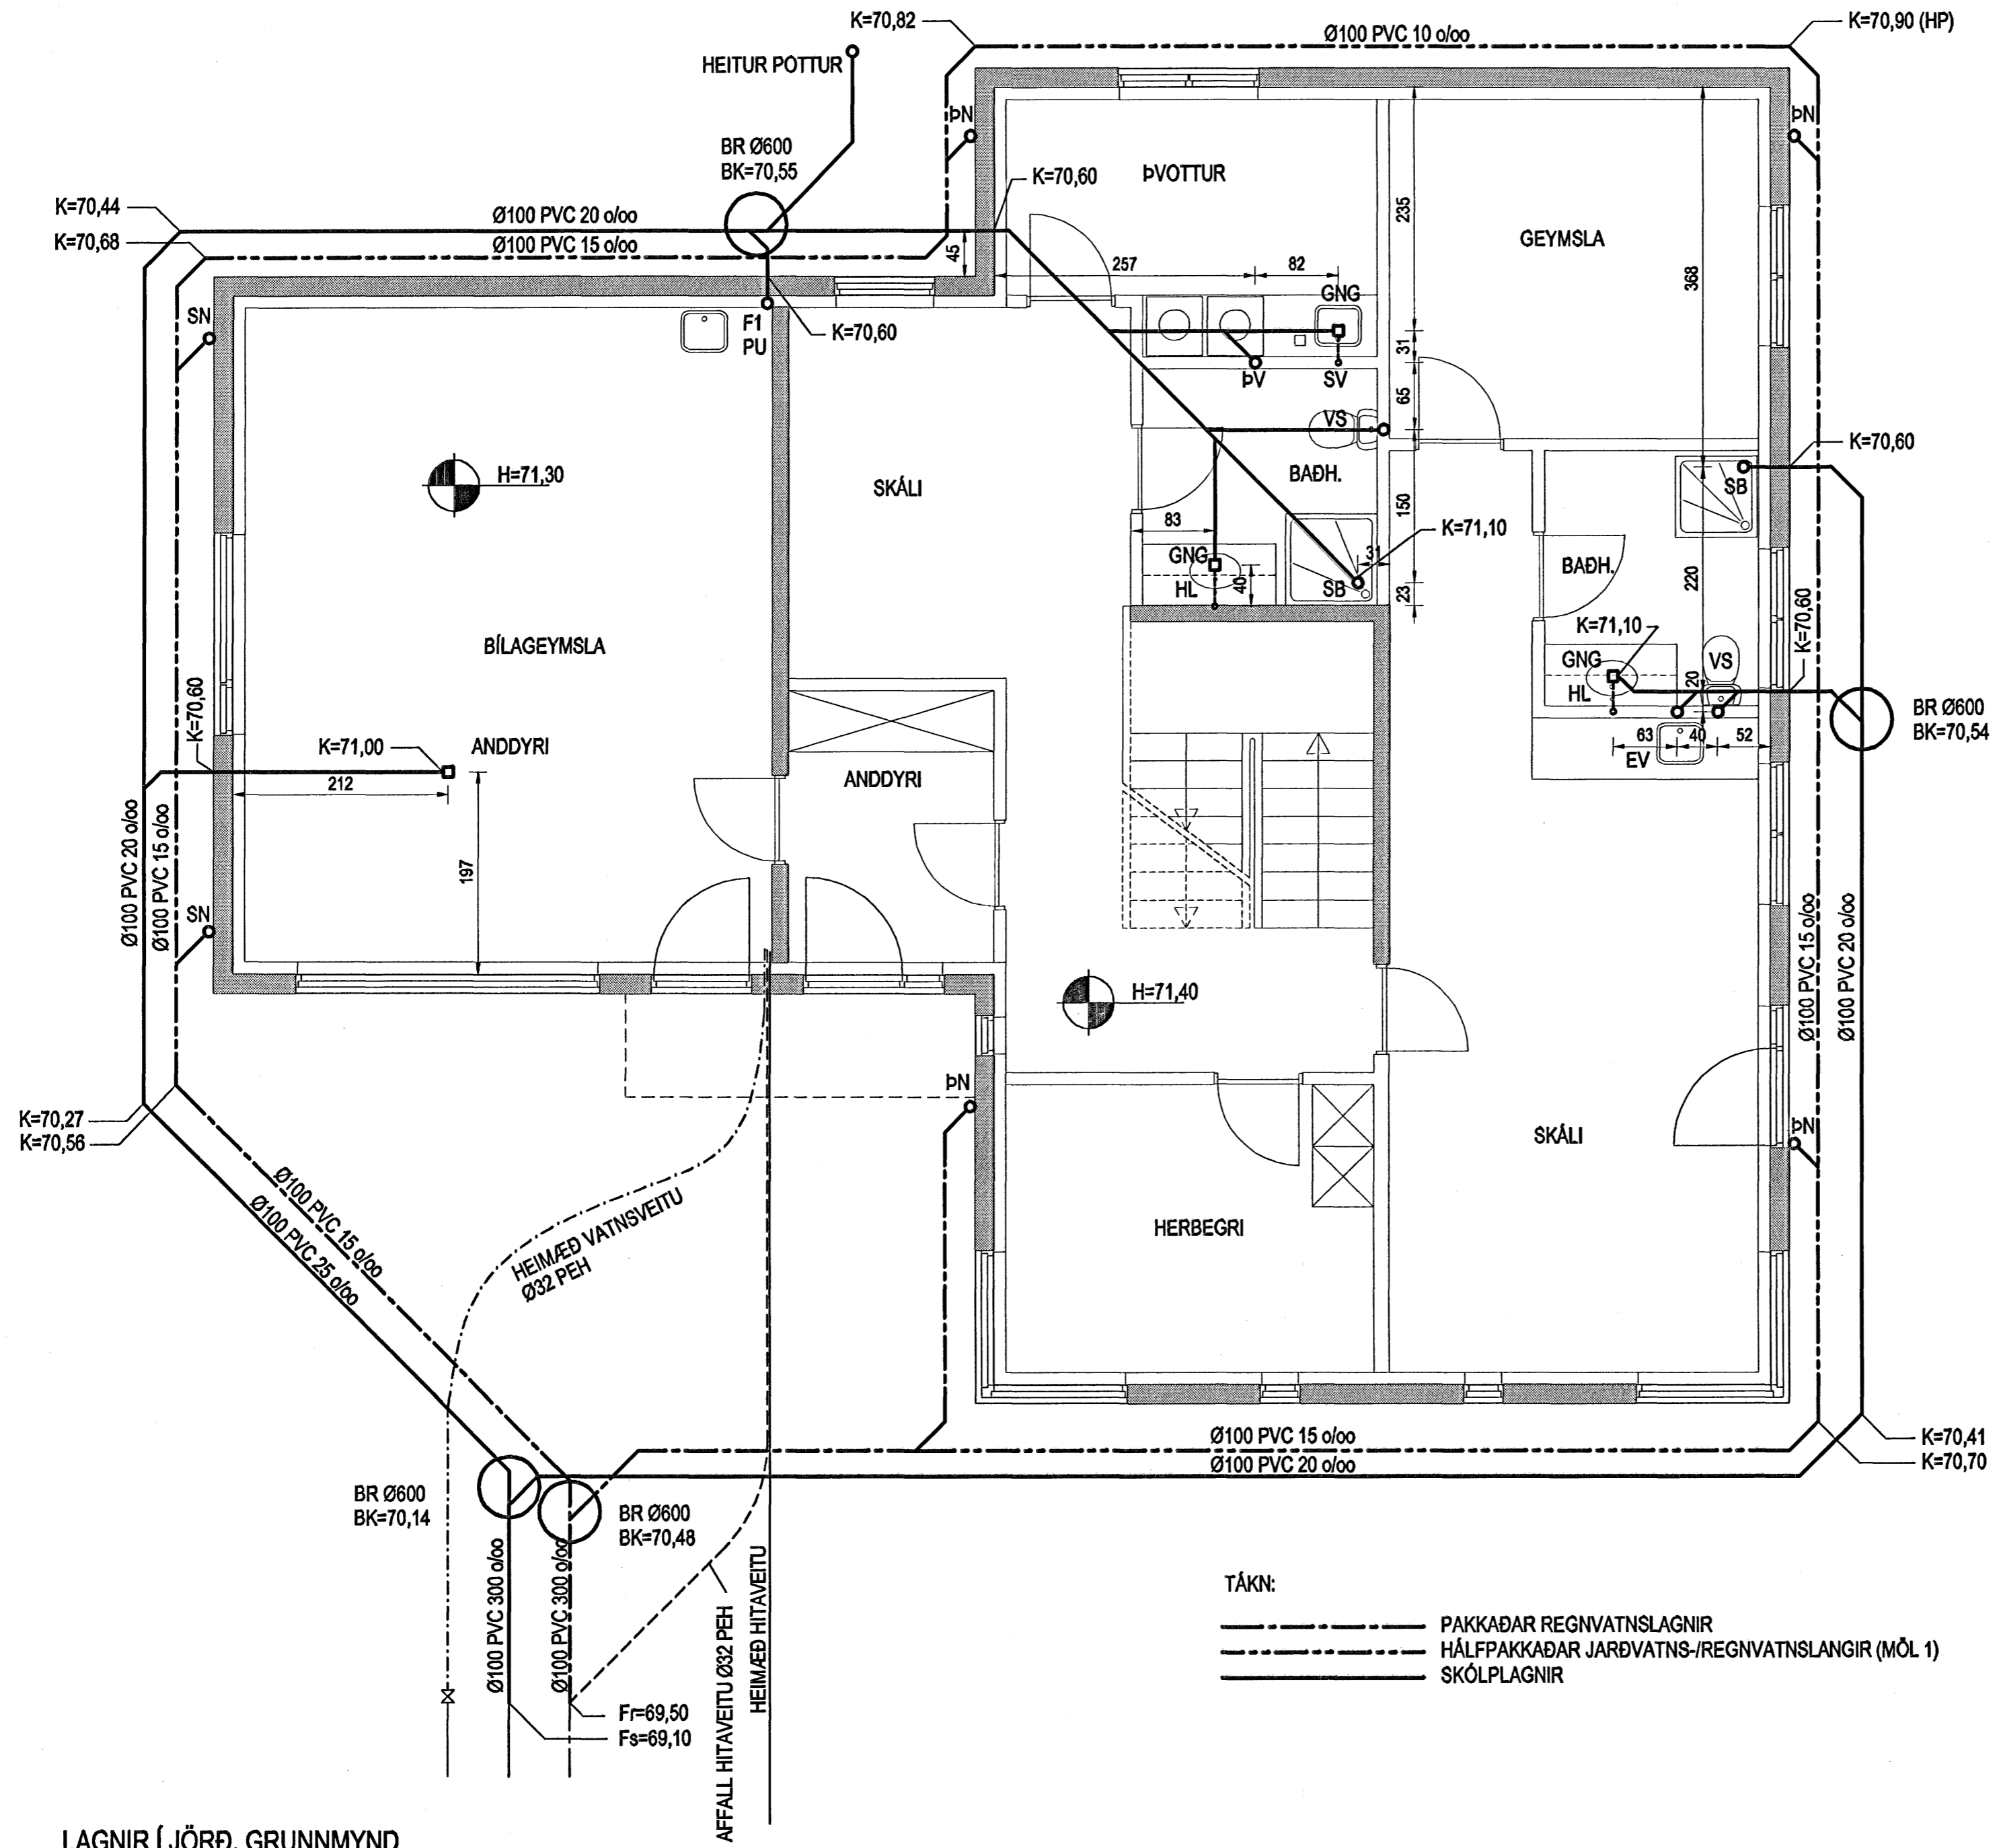 K=70,82
K=70,90 (HP)
Ø100 PVC 10 o/oo
HEITUR POTTUR
ÞN
ÞN
BR Ø600
BK=70,55
K=70,60
ÞVOTTUR
K=70,44
Ø100 PVC 20 o/oo
K=70,68
Ø100 PVC 15 o/oo
45
235
GEYMSLA
257
82
368
GNG
SN
F1
PU
K=70,60
31
ÞV
SV
65
VS
K=70,60
H=71,30
SKÁLI
BAÐH.
SB
150
83
K=71,10
31
GNG
HL
40
SB
23
BAÐH.
220
K=70,60
K=71,10
BÍLAGEYMSLA
GNG
VS
HL
20
K=70,60
BR Ø600
BK=70,54
63
40
52
EV
K=71,00
ANDDYRI
ANDDYRI
212
Ø100 PVC 20 o/oo
Ø100 PVC 15 o/oo
197
SN
Ø100 PVC 15 o/oo
Ø100 PVC 20 o/oo
H=71,40
ÞN
K=70,27
K=70,56
SKÁLI
ÞN
Ø100 PVC 15 o/oo
Ø100 PVC 25 o/oo
HEIMÆÐ VATNSVEITU
Ø32 PEH
HERBEGRI
Ø100 PVC 15 o/oo
Ø100 PVC 20 o/oo
K=70,41
K=70,70
BR Ø600
BK=70,14
BR Ø600
BK=70,48
Ø100 PVC 300 o/oo
Ø100 PVC 300 o/oo
AFFALL HITAVEITU Ø32 PEH
HEIMÆÐ HITAVEITU
Fr=69,50
Fs=69,10
TÁKN:
PAKKAÐAR REGNVATNSLAGNIR
HÁLFPAKKAÐAR JARÐVATNS-/REGNVATNSLANGIR (MÖL 1)
SKÓLPLAGNIR
LAGNIR Í JÖRÐ, GRUNNMYND